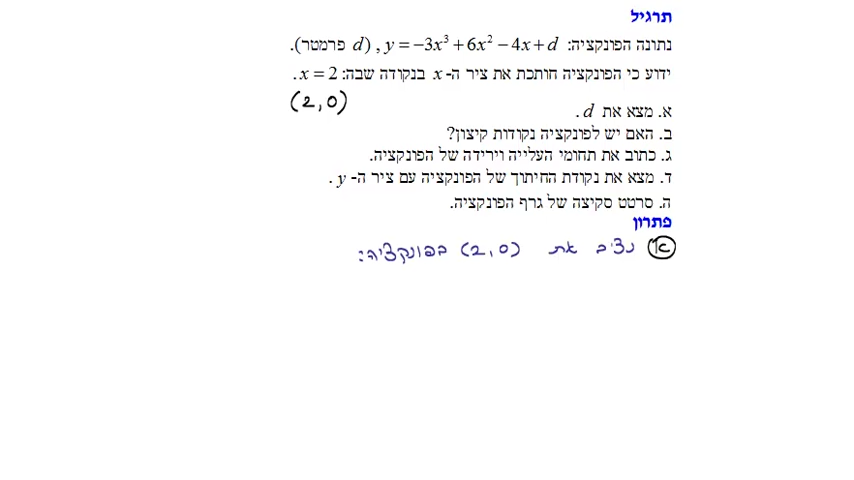 תרגיל
נתונה הפונקציה: y = −3x³ + 6x² − 4x + d , (d פרמטר).
ידוע כי הפונקציה חותכת את ציר ה-x בנקודה שבה: x = 2.
(2,0)
א. מצא את d.
ב. האם יש לפונקציה נקודות קיצון?
ג. כתוב את תחומי העלייה וירידה של הפונקציה.
ד. מצא את נקודת החיתוך של הפונקציה עם ציר ה-y.
ה. סרטט סקיצה של גרף הפונקציה.
פתרון
א נציב את (2,0) בפונקציה: